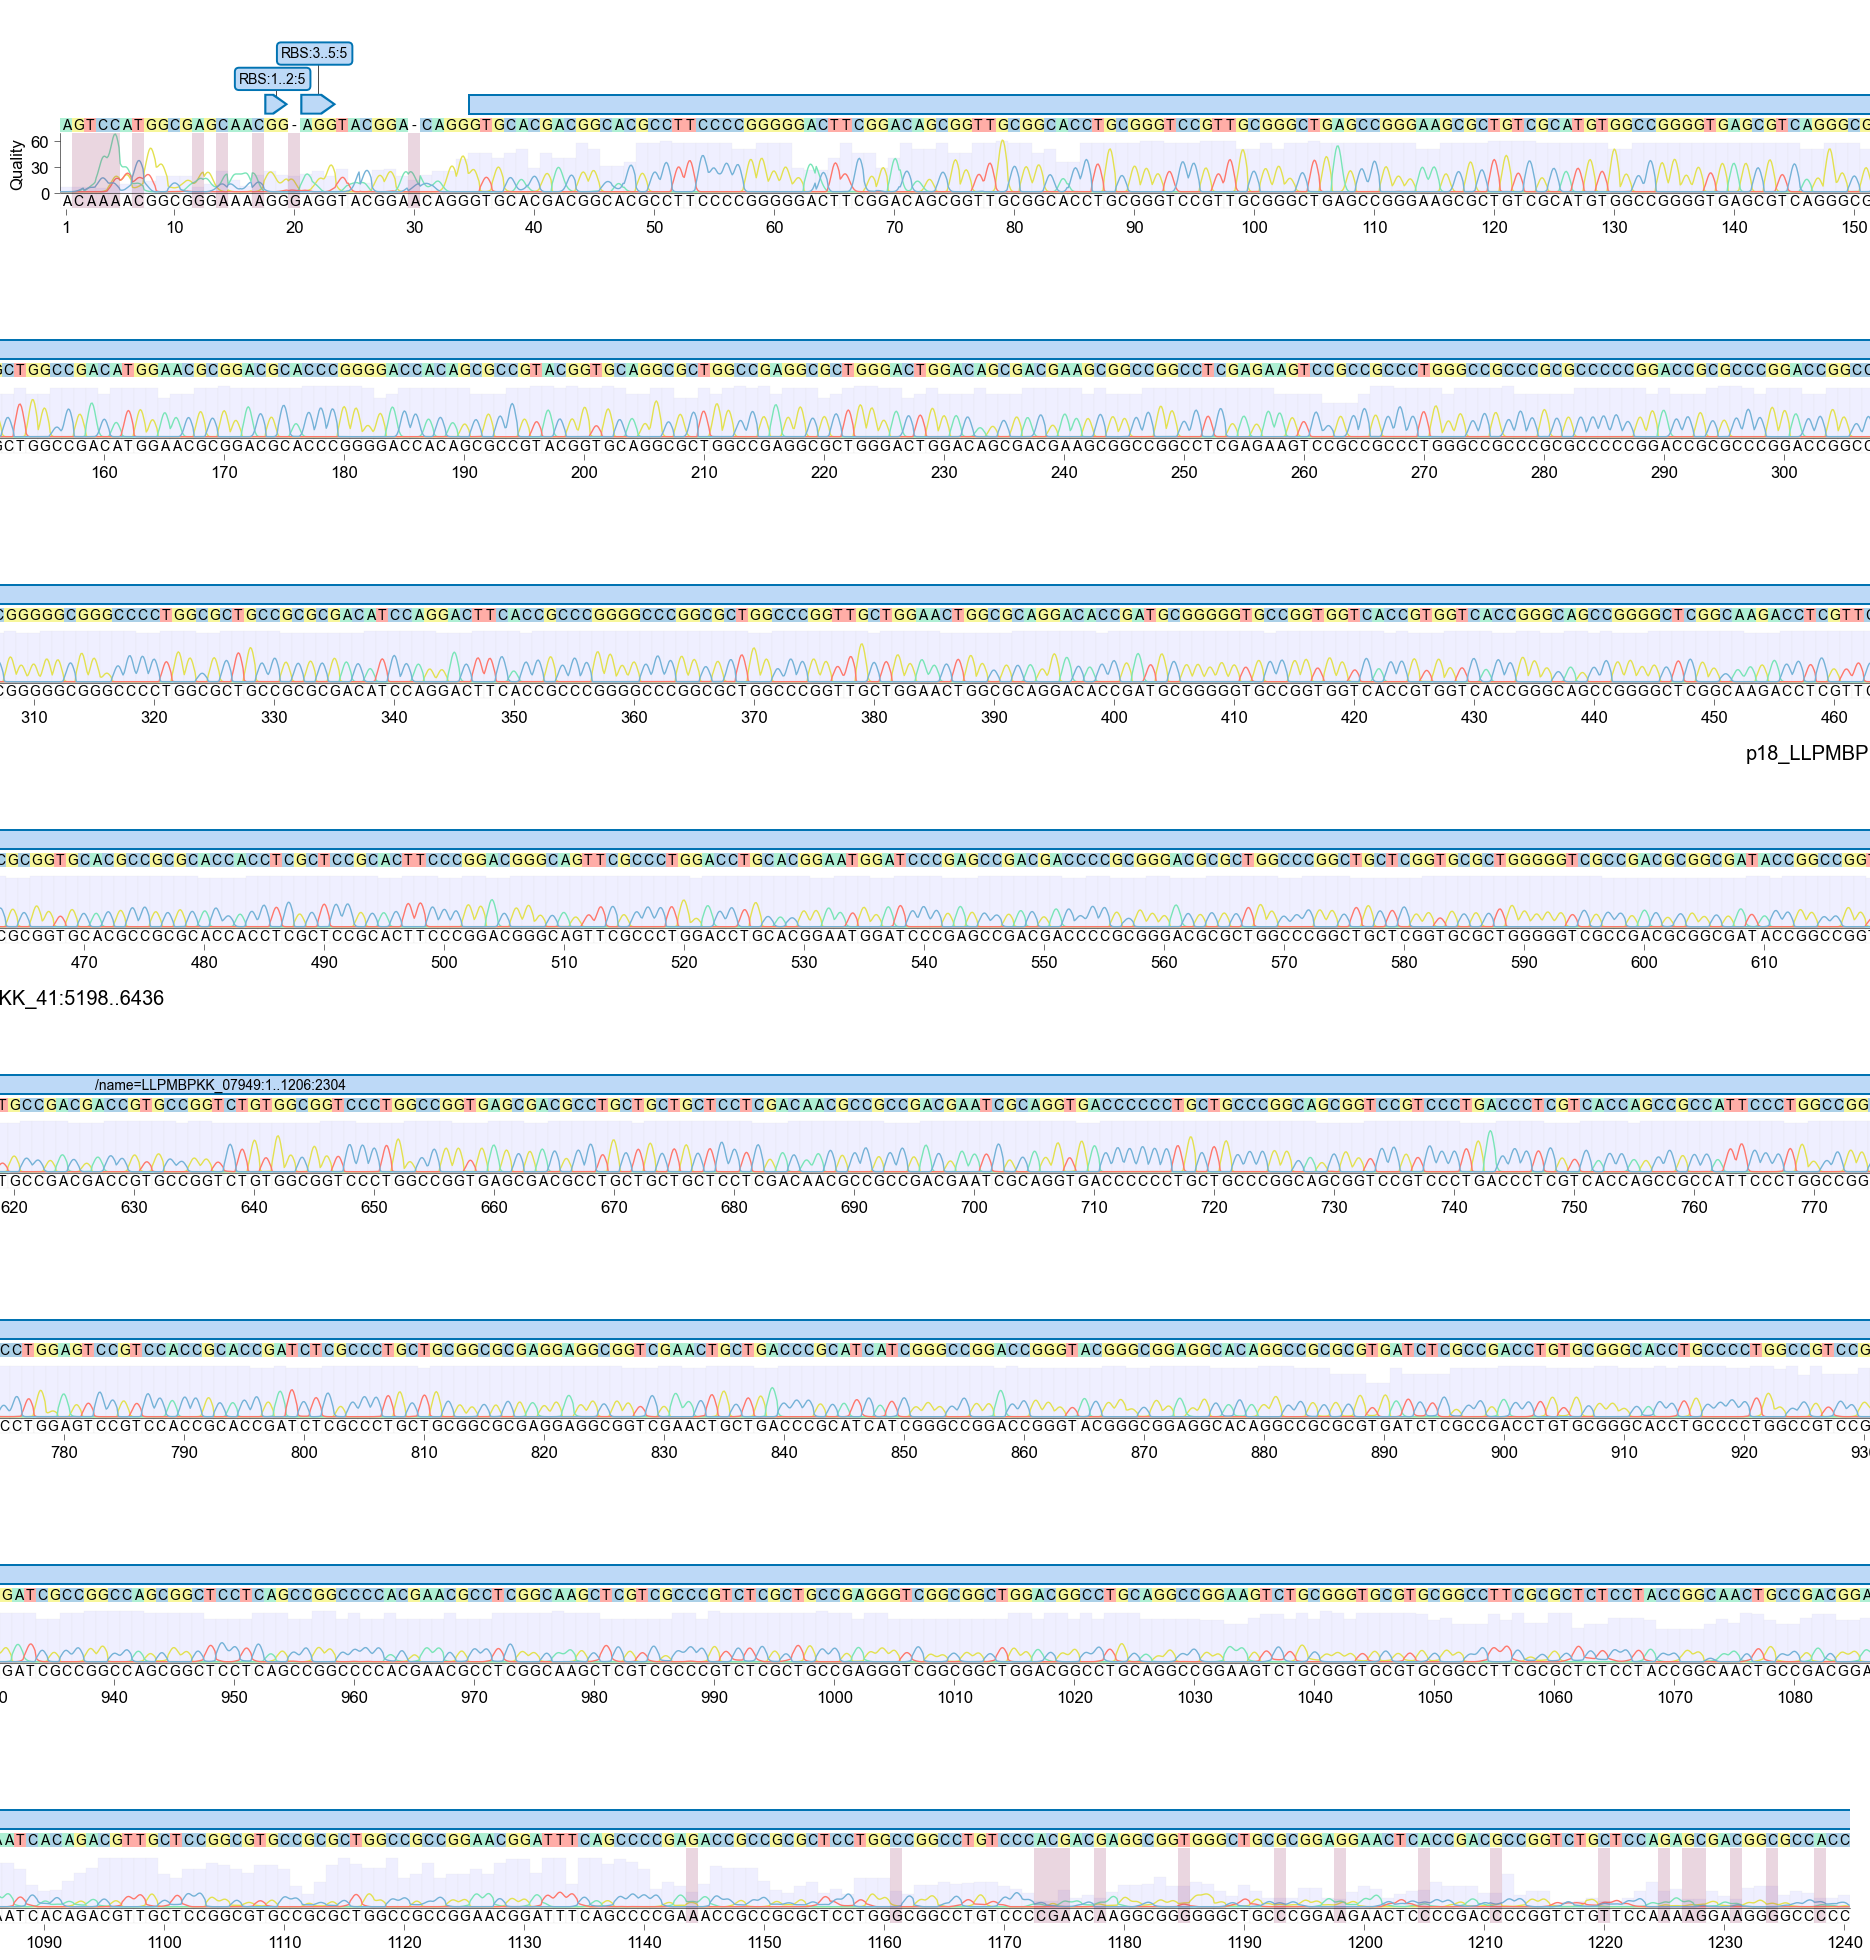 RBS:3..5:5
RBS:1..2:5
AGTCCATGGCGAGCAACGG-AGGTACGGA-CAGGGTGCACGACGGCACGCCTTCCCCGGGGGACTTCGGACAGCGGTTGCGGCACCTGCGGGTCCGTTGCGGGCTGAGCCGGGAAGCGCTGTCGCATGTGGCCGGGGTGAGCGTCAGGGCG
Quality
60
30
0
ACAAAACGGCGGGAAAAGGGAGGTACGGAACAGGGTGCACGACGGCACGCCTTCCCCGGGGGACTTCGGACAGCGGTTGCGGCACCTGCGGGTCCGTTGCGGGCTGAGCCGGGAAGCGCTGTCGCATGTGGCCGGGGTGAGCGTCAGGGCG
1 10 20 30 40 50 60 70 80 90 100 110 120 130 140 150
GCTGGCCGACATGGAACGCGGACGCACCCGGGGACCACAGCGCCGTACGGTGCAGGCGCTGGCCGAGGCGCTGGGACTGGACAGCGACGAAGCGGCCGGCCTCGAGAAGTCCGCCGCCCTGGGCCGCCCGCGCCCCCGGACCGCGCCCGGACCGGCC
GCTGGCCGACATGGAACGCGGACGCACCCGGGGACCACAGCGCCGTACGGTGCAGGCGCTGGCCGAGGCGCTGGGACTGGACAGCGACGAAGCGGCCGGCCTCGAGAAGTCCGCCGCCCTGGGCCGCCCGCGCCCCCGGACCGCGCCCGGACCGGCC
160 170 180 190 200 210 220 230 240 250 260 270 280 290 300
CGGGGGCGGGCCCCTGGCGCTGCCGCGCGACATCCAGGACTTCACCGCCCGGGGCCCGGCGCTGGCCCGGTTGCTGGAACTGGCGCAGGACACCGATGCGGGGGTGCCGGTGGTCACCGTGGTCACCGGGCAGCCGGGGCTCGGCAAGACCTCGTTC
CGGGGGCGGGCCCCTGGCGCTGCCGCGCGACATCCAGGACTTCACCGCCCGGGGCCCGGCGCTGGCCCGGTTGCTGGAACTGGCGCAGGACACCGATGCGGGGGTGCCGGTGGTCACCGTGGTCACCGGGCAGCCGGGGCTCGGCAAGACCTCGTTC
310 320 330 340 350 360 370 380 390 400 410 420 430 440 450 460
p18_LLPMBP
CGCGGTGCACGCCGCGCACCACCTCGCTCCGCACTTCCCGGACGGGCAGTTCGCCCTGGACCTGCACGGAATGGATCCCGAGCCGACGACCCCGCGGGACGCGCTGGCCCGGCTGCTCGGTGCGCTGGGGGTCGCCGACGCGGCGATACCGGCCGGT
CGCGGTGCACGCCGCGCACCACCTCGCTCCGCACTTCCCGGACGGGCAGTTCGCCCTGGACCTGCACGGAATGGATCCCGAGCCGACGACCCCGCGGGACGCGCTGGCCCGGCTGCTCGGTGCGCTGGGGGTCGCCGACGCGGCGATACCGGCCGGT
470 480 490 500 510 520 530 540 550 560 570 580 590 600 610
KK_41:5198..6436
/name=LLPMBPKK_07949:1..1206:2304
TGCCGACGACCGTGCCGGTCTGTGGCGGTCCCTGGCCGGTGAGCGACGCCTGCTGCTGCTCCTCGACAACGCCGCCGACGAATCGCAGGTGACCCCCCTGCTGCCCGGCAGCGGTCCGTCCCTGACCCTCGTCACCAGCCGCCATTCCCTGGCCGG
TGCCGACGACCGTGCCGGTCTGTGGCGGTCCCTGGCCGGTGAGCGACGCCTGCTGCTGCTCCTCGACAACGCCGCCGACGAATCGCAGGTGACCCCCCTGCTGCCCGGCAGCGGTCCGTCCCTGACCCTCGTCACCAGCCGCCATTCCCTGGCCGG
620 630 640 650 660 670 680 690 700 710 720 730 740 750 760 770
CCTGGAGTCCGTCCACCGCACCGATCTCGCCCTGCTGCGGCGCGAGGAGGCGGTCGAACTGCTGACCCGCATCATCGGGCCGGACCGGGTACGGGCGGAGGCACAGGCCGCGCGTGATCTCGCCGACCTGTGCGGGCACCTGCCCCTGGCCGTCCG
CCTGGAGTCCGTCCACCGCACCGATCTCGCCCTGCTGCGGCGCGAGGAGGCGGTCGAACTGCTGACCCGCATCATCGGGCCGGACCGGGTACGGGCGGAGGCACAGGCCGCGCGTGATCTCGCCGACCTGTGCGGGCACCTGCCCCTGGCCGTCCG
780 790 800 810 820 830 840 850 860 870 880 890 900 910 920 930
GATCGCCGGCCAGCGGCTCCTCAGCCGGCCCCACGAACGCCTCGGCAAGCTCGTCGCCCGTCTCGCTGCCGAGGGTCGGCGGCTGGACGGCCTGCAGGCCGGAAGTCTGCGGGTGCGTGCGGCCTTCGCGCTCTCCTACCGGCAACTGCCGACGGA
GATCGCCGGCCAGCGGCTCCTCAGCCGGCCCCACGAACGCCTCGGCAAGCTCGTCGCCCGTCTCGCTGCCGAGGGTCGGCGGCTGGACGGCCTGCAGGCCGGAAGTCTGCGGGTGCGTGCGGCCTTCGCGCTCTCCTACCGGCAACTGCCGACGGA
0 940 950 960 970 980 990 1000 1010 1020 1030 1040 1050 1060 1070 1080
AATCACAGACGTTGCTCCGGCGTGCCGCGCTGGCCGCCGGAACGGATTTCAGCCCCGAGACCGCCGCGCTCCTGGCCGGCCTGTCCCACGACGAGGCGGTGGGCTGCGCGGAGGAACTCACCGACGCCGGTCTGCTCCAGAGCGACGGCGCCACC
AATCACAGACGTTGCTCCGGCGTGCCGCGCTGGCCGCCGGAACGGATTTCAGCCCCGAAACCGCCGCGCTCCTGGGCGGCCTGTCCCCGAACAAGGCGGGGGGCTGCCCGGAAGAACTCCCCGACCCCGGTCTGTTCCAAAAGGAAGGGGCCCCC
1090 1100 1110 1120 1130 1140 1150 1160 1170 1180 1190 1200 1210 1220 1230 1240